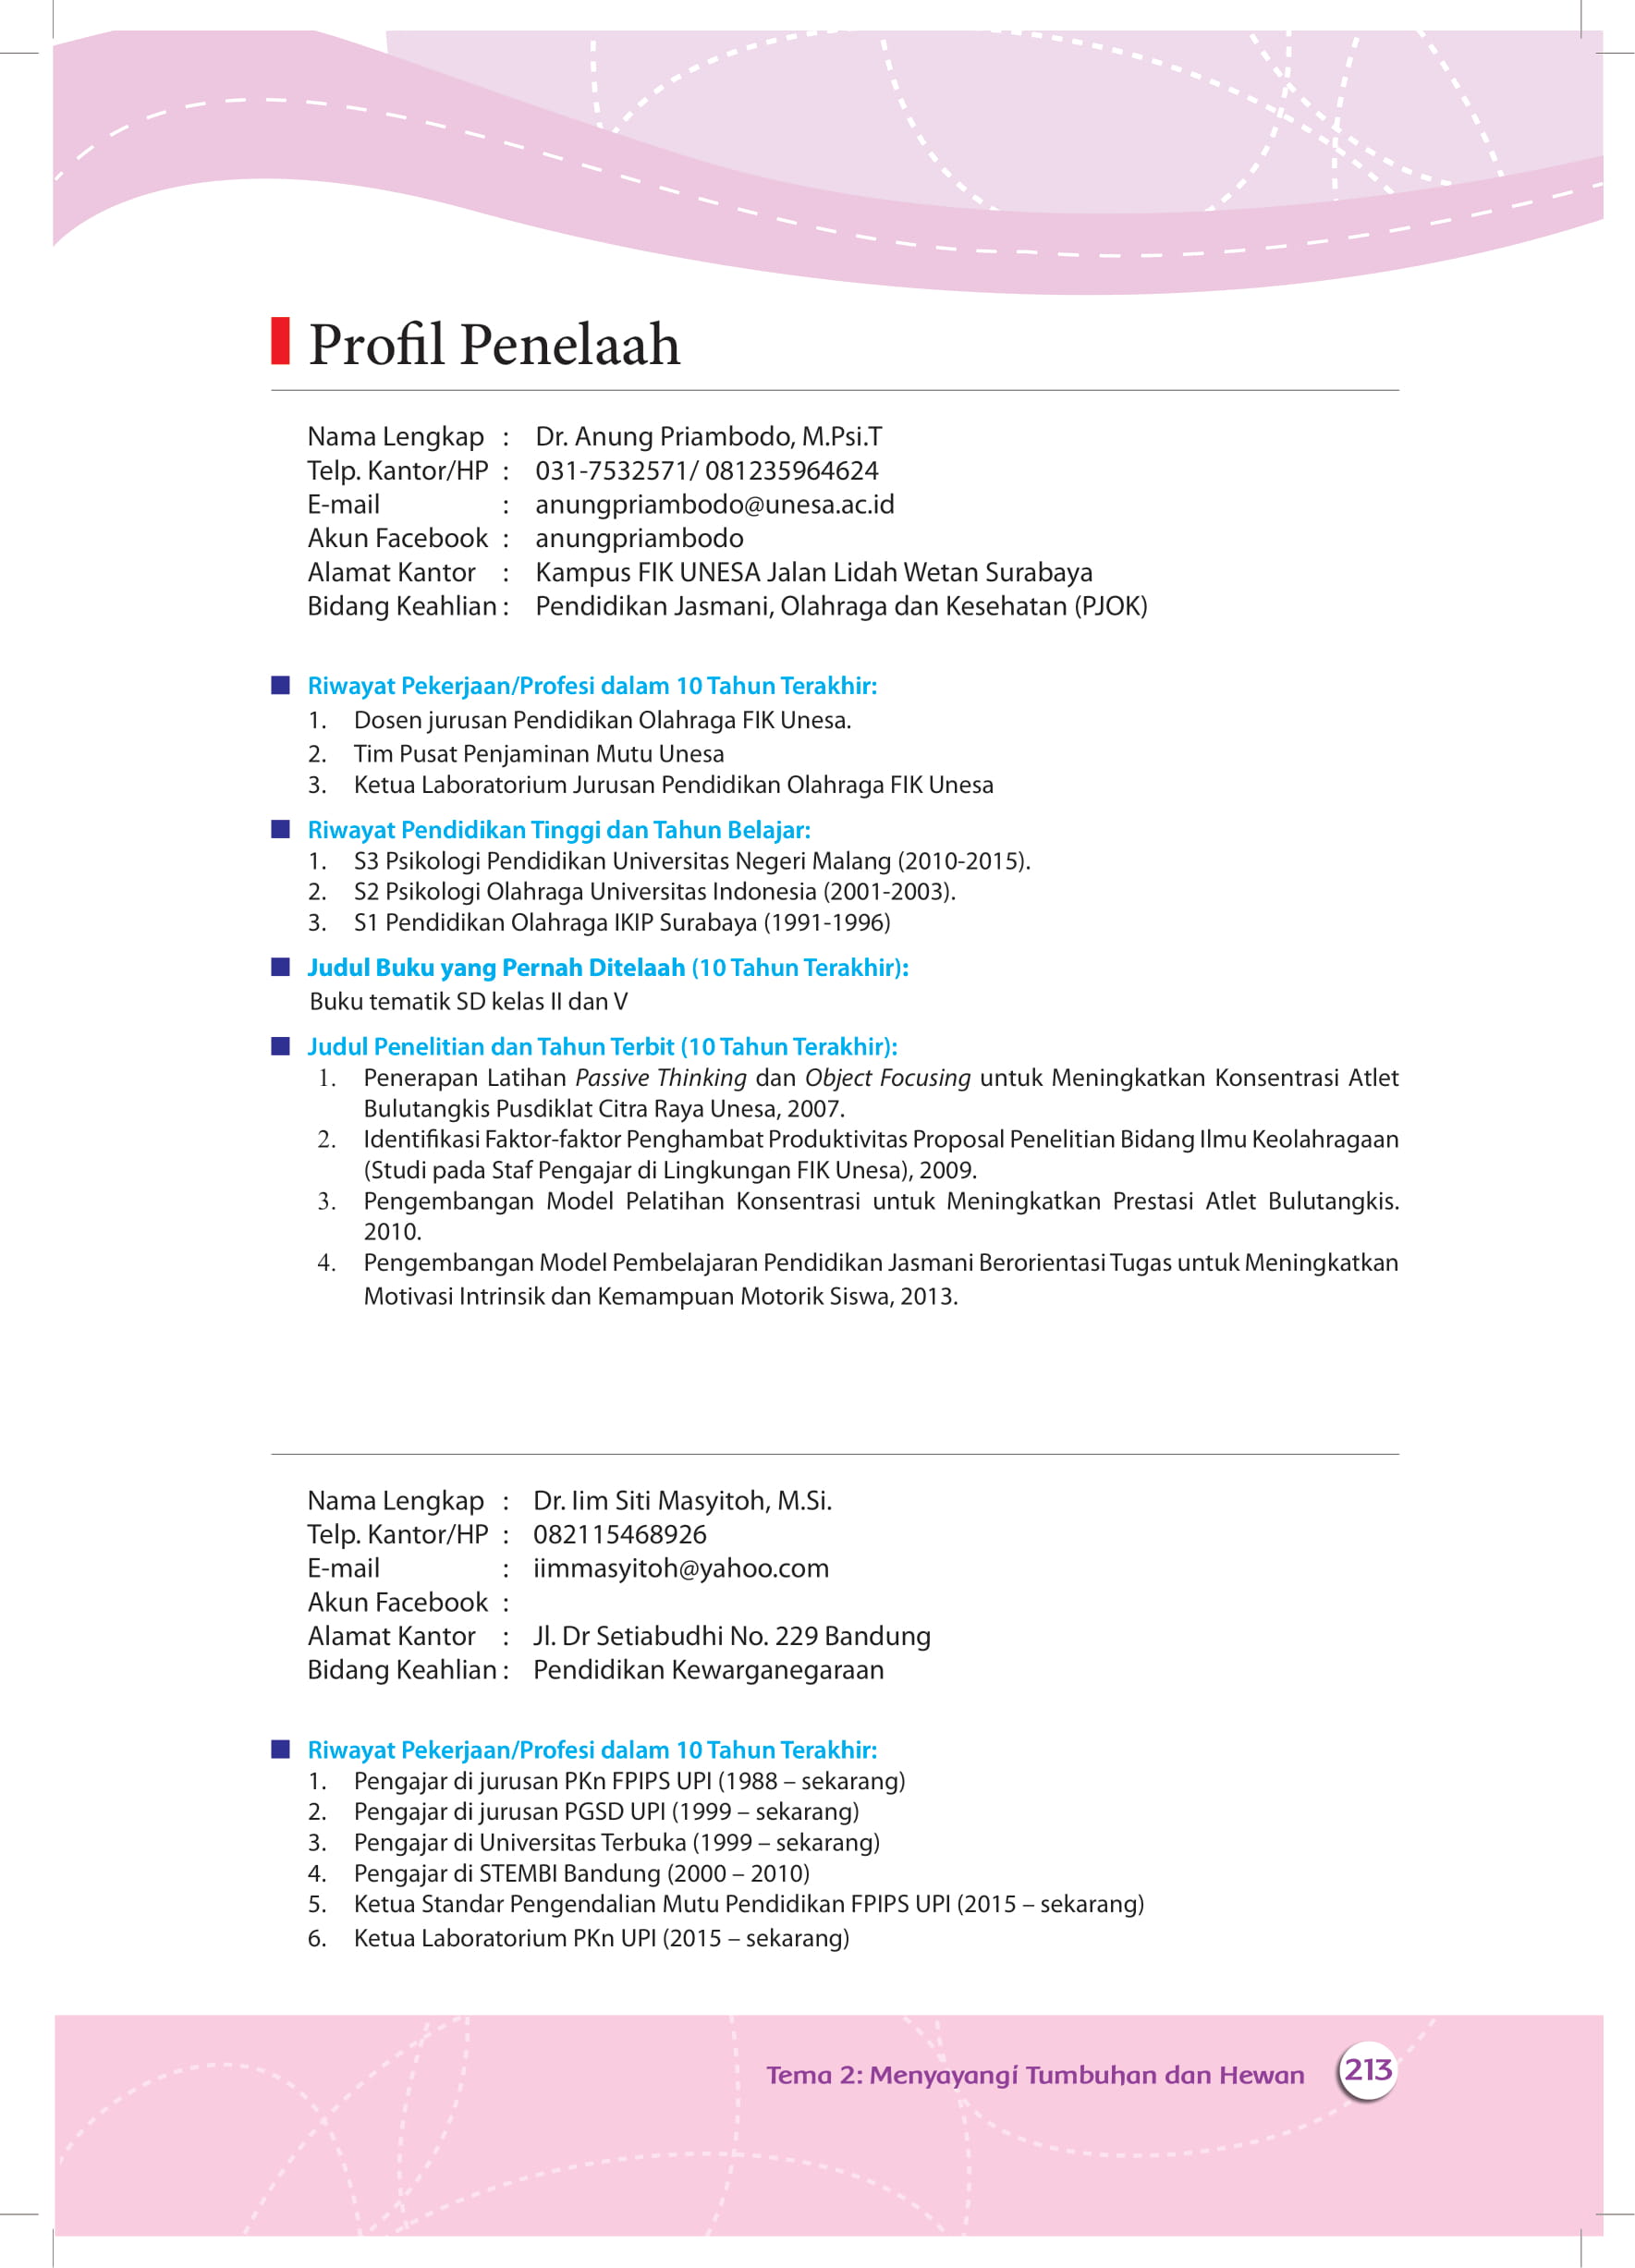 Profil Penelaah
Nama Lengkap : Dr. Anung Priambodo, M.Psi.T
Telp. Kantor/HP : 031-7532571/ 081235964624
E-mail : anungpriambodo@unesa.ac.id
Akun Facebook : anungpriambodo
Alamat Kantor : Kampus FIK UNESA Jalan Lidah Wetan Surabaya
Bidang Keahlian : Pendidikan Jasmani, Olahraga dan Kesehatan (PJOK)
Riwayat Pekerjaan/Profesi dalam 10 Tahun Terakhir:
1. Dosen jurusan Pendidikan Olahraga FIK Unesa.
2. Tim Pusat Penjaminan Mutu Unesa
3. Ketua Laboratorium Jurusan Pendidikan Olahraga FIK Unesa
Riwayat Pendidikan Tinggi dan Tahun Belajar:
1. S3 Psikologi Pendidikan Universitas Negeri Malang (2010-2015).
2. S2 Psikologi Olahraga Universitas Indonesia (2001-2003).
3. S1 Pendidikan Olahraga IKIP Surabaya (1991-1996)
Judul Buku yang Pernah Ditelaah (10 Tahun Terakhir):
Buku tematik SD kelas II dan V
Judul Penelitian dan Tahun Terbit (10 Tahun Terakhir):
1. Penerapan Latihan Passive Thinking dan Object Focusing untuk Meningkatkan Konsentrasi Atlet
Bulutangkis Pusdiklat Citra Raya Unesa, 2007.
2. Identifikasi Faktor-faktor Penghambat Produktivitas Proposal Penelitian Bidang Ilmu Keolahragaan
(Studi pada Staf Pengajar di Lingkungan FIK Unesa), 2009.
3. Pengembangan Model Pelatihan Konsentrasi untuk Meningkatkan Prestasi Atlet Bulutangkis.
2010.
4. Pengembangan Model Pembelajaran Pendidikan Jasmani Berorientasi Tugas untuk Meningkatkan
Motivasi Intrinsik dan Kemampuan Motorik Siswa, 2013.
Nama Lengkap : Dr. Iim Siti Masyitoh, M.Si.
Telp. Kantor/HP : 082115468926
E-mail : iimmasyitoh@yahoo.com
Akun Facebook :
Alamat Kantor : Jl. Dr Setiabudhi No. 229 Bandung
Bidang Keahlian : Pendidikan Kewarganegaraan
Riwayat Pekerjaan/Profesi dalam 10 Tahun Terakhir:
1. Pengajar di jurusan PKn FPIPS UPI (1988 – sekarang)
2. Pengajar di jurusan PGSD UPI (1999 – sekarang)
3. Pengajar di Universitas Terbuka (1999 – sekarang)
4. Pengajar di STEMBI Bandung (2000 – 2010)
5. Ketua Standar Pengendalian Mutu Pendidikan FPIPS UPI (2015 – sekarang)
6. Ketua Laboratorium PKn UPI (2015 – sekarang)
Tema 2: Menyayangi Tumbuhan dan Hewan 213